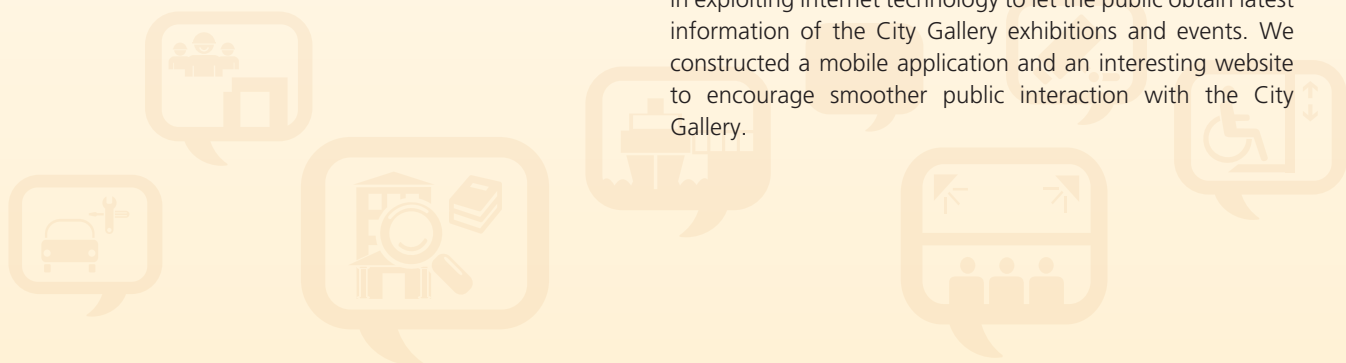 in exploiting internet technology to let the public obtain latest
information of the City Gallery exhibitions and events. We
constructed a mobile application and an interesting website
to encourage smoother public interaction with the City
Gallery.